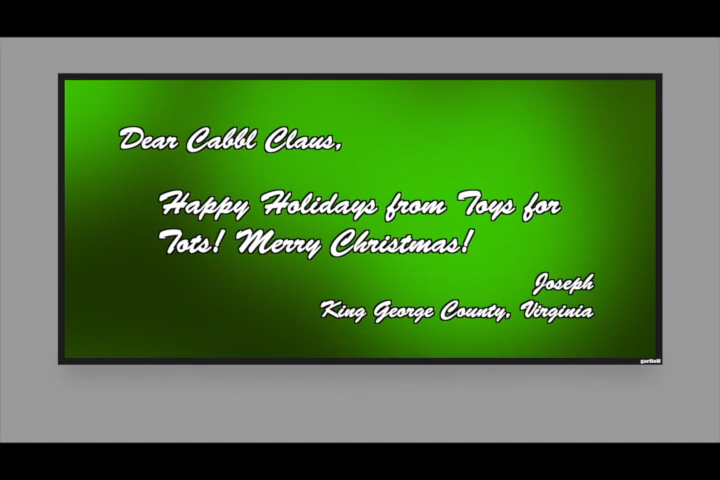 Dear Cabbl Claus,
Happy Holidays from Toys for
Tots! Merry Christmas!
Joseph
King George County, Virginia